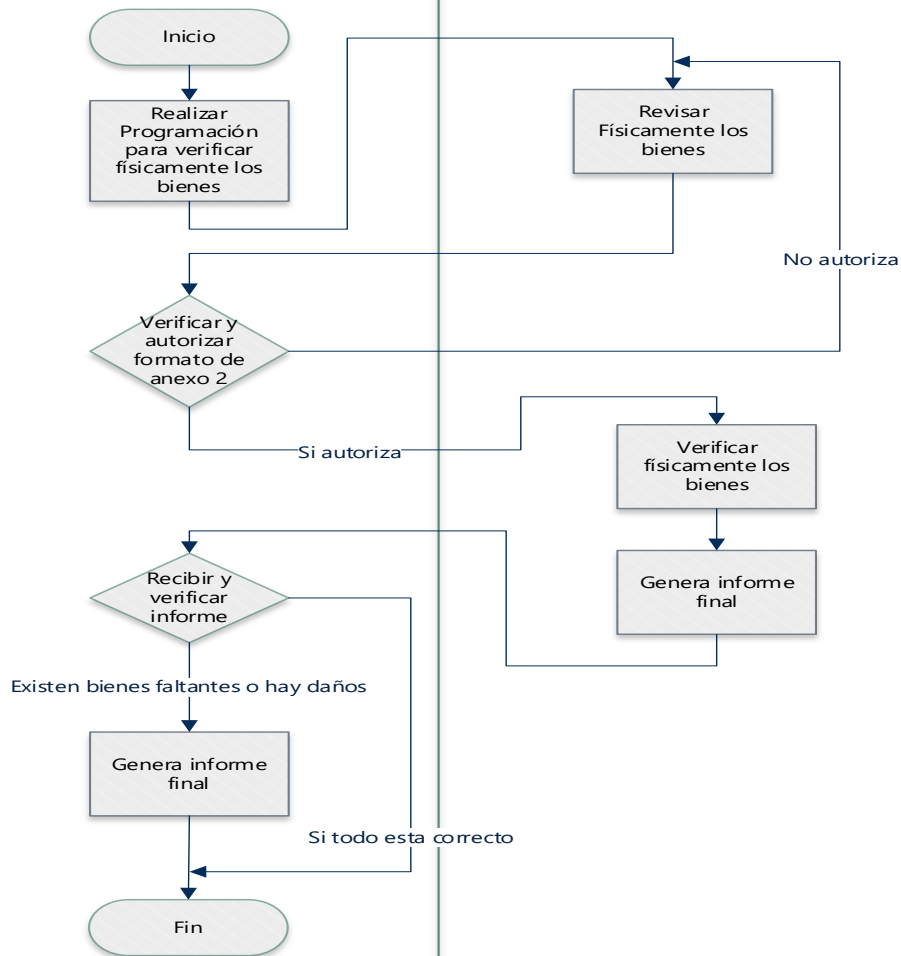 Inicio
Realizar
Programación
para verificar
físicamente los
bienes
Revisar
Físicamente los
bienes
No autoriza
Verificar y
autorizar
formato de
anexo 2
Si autoriza
Verificar
físicamente los
bienes
Genera informe
final
Recibir y
verificar
informe
Existen bienes faltantes o hay daños
Genera informe
final
Si todo esta correcto
Fin